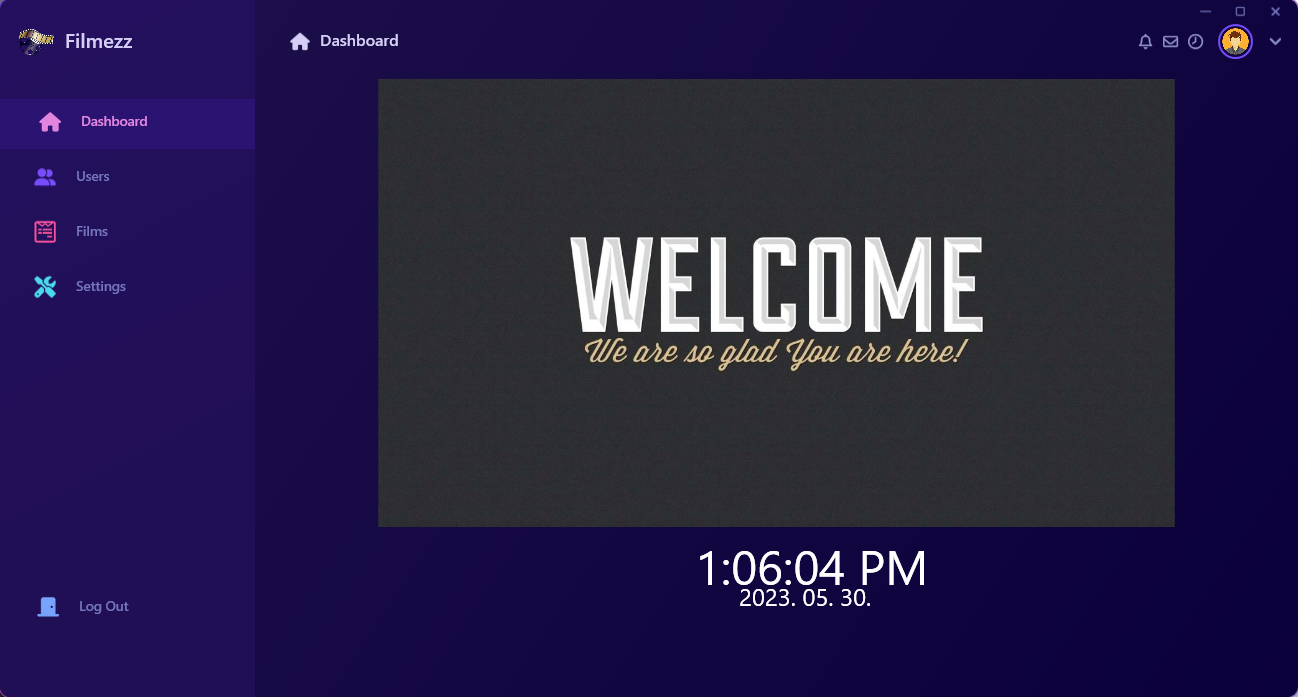 Filmezz
Dashboard
Dashboard
Users
Films
Settings
Log Out
WELCOME
We are so glad You are here!
1:06:04 PM
2023. 05. 30.